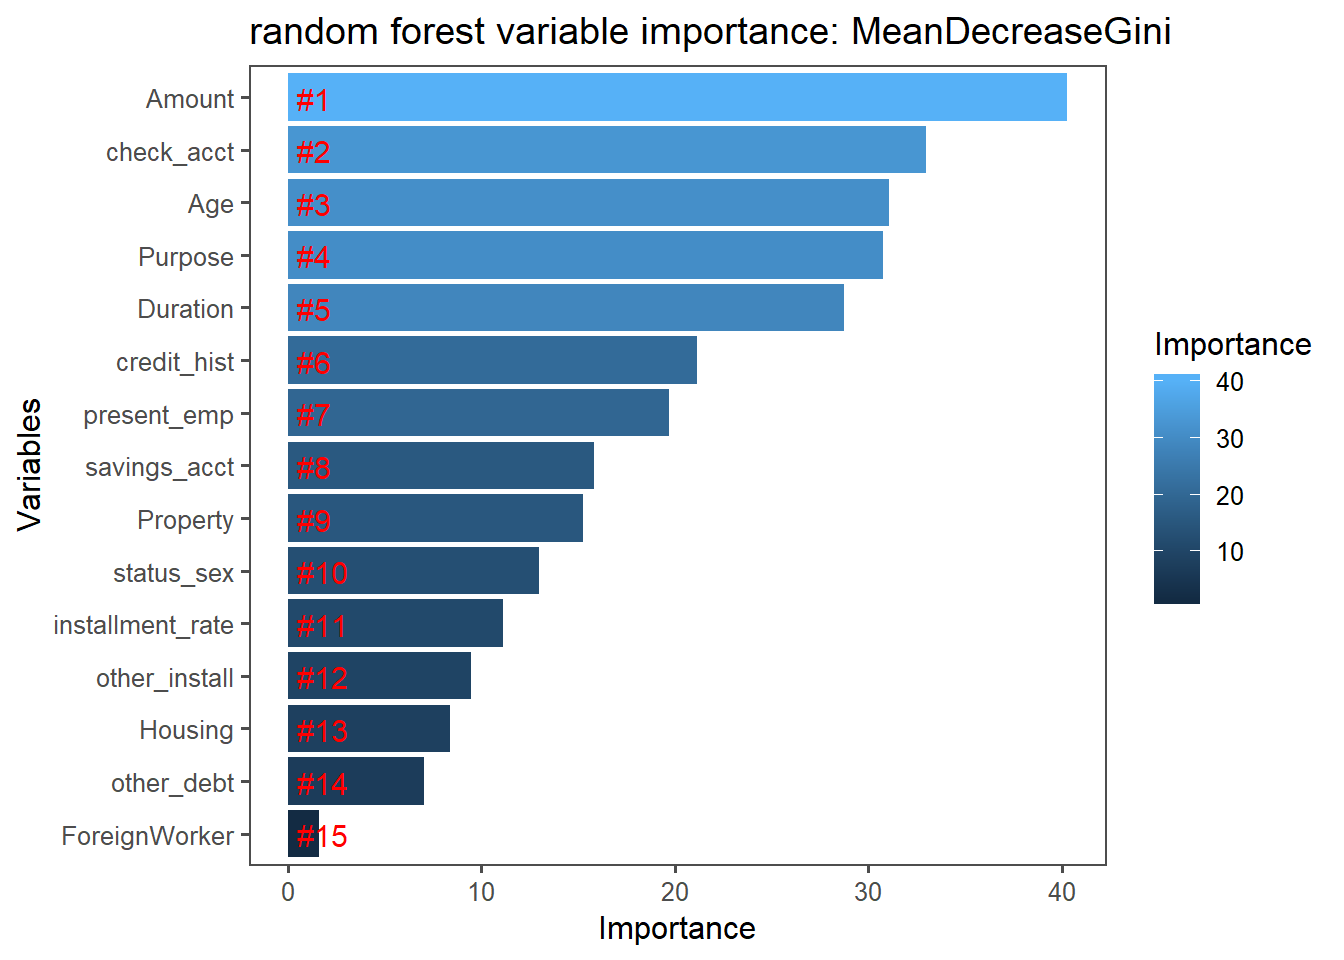 random forest variable importance: MeanDecreaseGini
Variables
Amount #1
check_acct #2
Age #3
Purpose #4
Duration #5
credit_hist #6
present_emp #7
savings_acct #8
Property #9
status_sex #10
installment_rate #11
other_install #12
Housing #13
other_debt #14
ForeignWorker #15
0 10 20 30 40
Importance
Importance
40
30
20
10